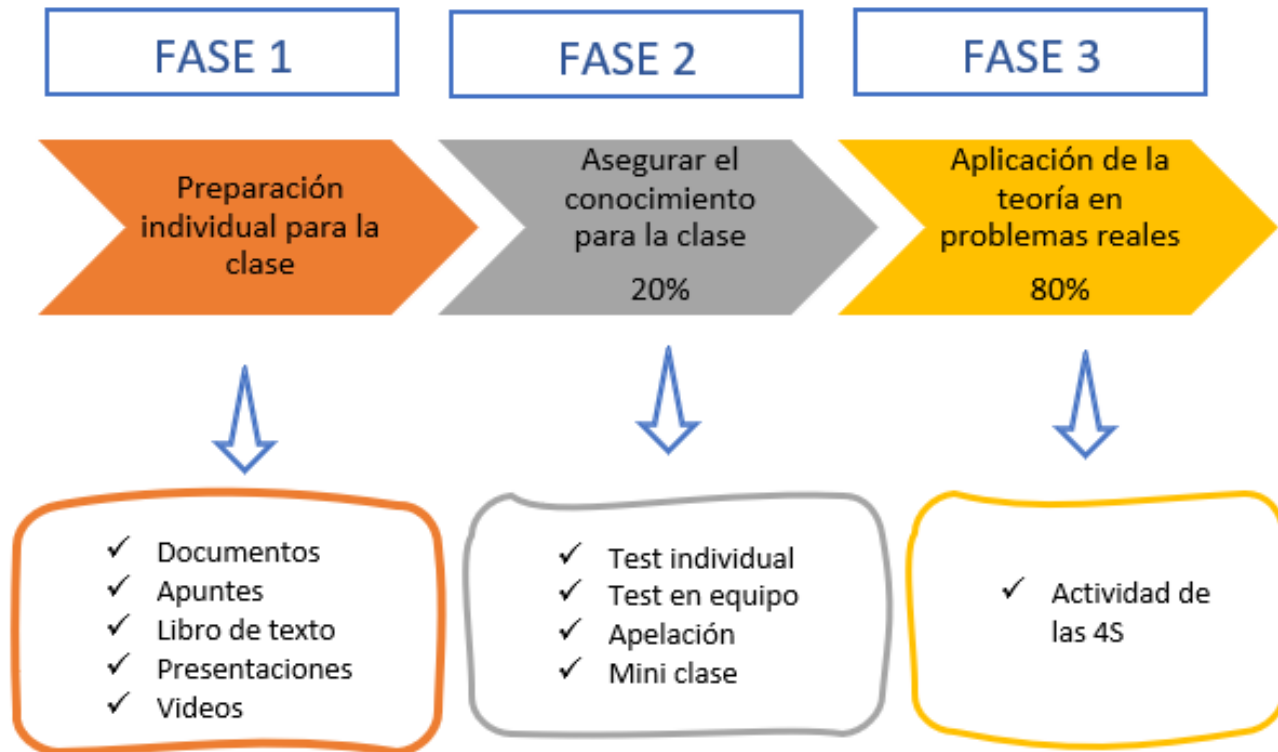 FASE 1
FASE 2
FASE 3
Preparación
individual para la
clase
Asegurar el
conocimiento
para la clase
20%
Aplicación de la
teoría en
problemas reales
80%
✓ Documentos
✓ Apuntes
✓ Libro de texto
✓ Presentaciones
✓ Videos
✓ Test individual
✓ Test en equipo
✓ Apelación
✓ Mini clase
✓ Actividad de
las 4S